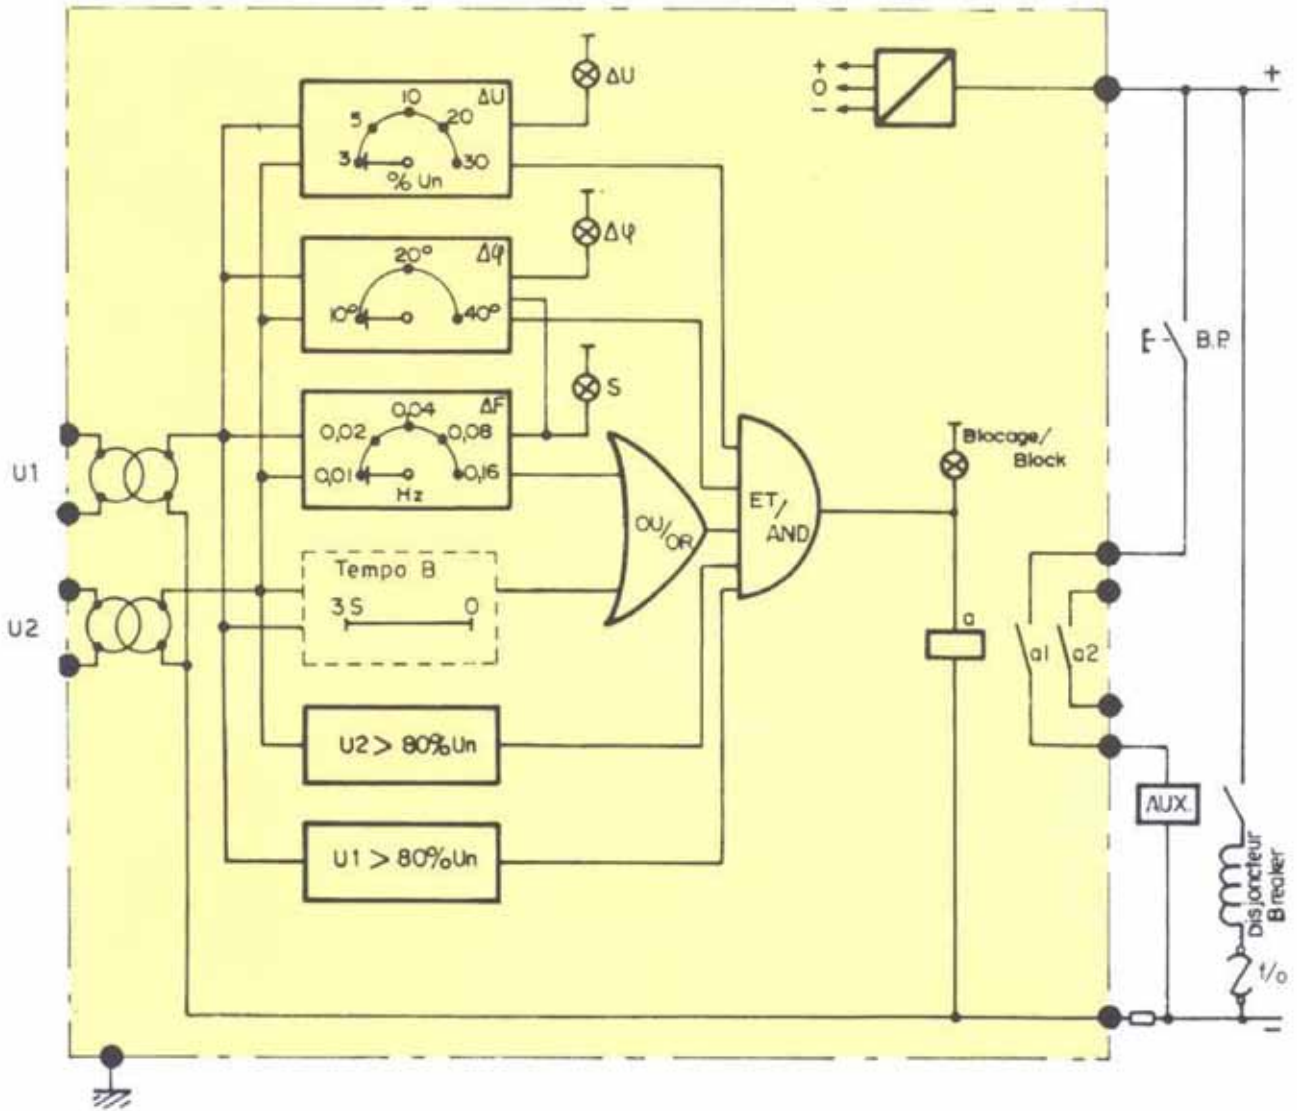 ΔU
10
ΔU
5
20
3
30
% Un
+
0
-
+
Δφ
20°
Δφ
10°
40°
B.P.
S
0,04
ΔF
0,02
0,08
0,01
0,16
Hz
U1
Blocage/
Block
OU/
OR
ET/
AND
Tempo B
3S
0
U2
a
a1
a2
U2 > 80%Un
AUX.
U1 > 80%Un
Disjoncteur
Breaker
f/o
-